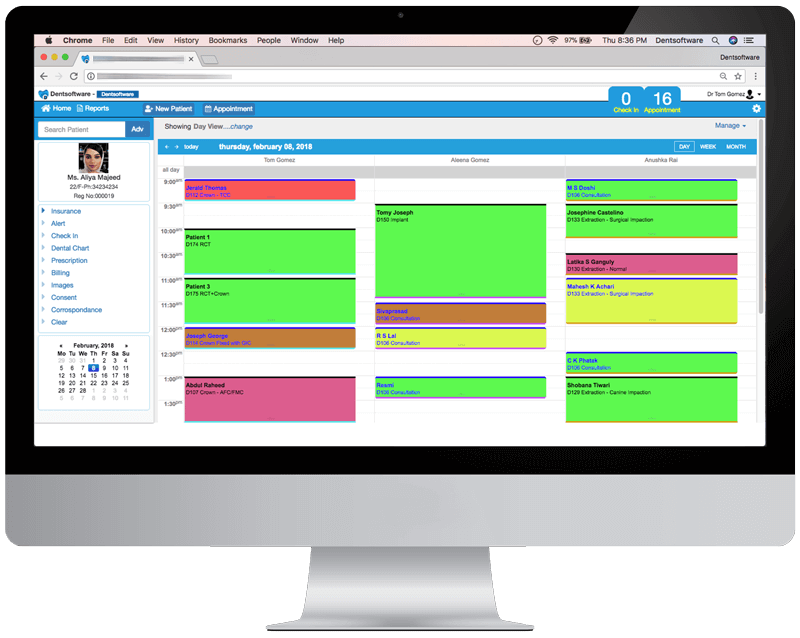 Chrome File Edit View History Bookmarks People Window Help 97% Thu 8:36 PM Dentsoftware
Dentsoftware
Dentsoftware - Dentsoftware
Dr Tom Gomez
Home Reports New Patient Appointment
0 Check In
16 Appointment
Search Patient Adv
Showing Day View....change
Manage
Ms. Aliya Majeed
22/F-Ph:34234234
Reg No:000019
Insurance
Alert
Check In
Dental Chart
Prescription
Billing
Images
Consent
Corrospondance
Clear
« February, 2018 »
Mo Tu We Th Fr Sa Su
29 30 31 1 2 3 4
5 6 7 8 9 10 11
12 13 14 15 16 17 18
19 20 21 22 23 24 25
26 27 28 1 2 3 4
5 6 7 8 9 10 11
today thursday, february 08, 2018 DAY WEEK MONTH
Tom Gomez Aleena Gomez Anushka Rai
all day
9:00am
9:30am
10:00am
10:30am
11:00am
11:30am
12:00pm
12:30pm
1:00pm
1:30pm
Jerald Thomas
D112 Crown - TCC
Patient 1
D174 RCT
Patient 3
D175 RCT+Crown
Joseph George
D114 Crown Fixed with GIC
Abdul Raheed
D107 Crown - AFC/FMC
Tomy Joseph
D150 Implant
Sivaprasad
D106 Consultation
R S Lal
D106 Consultation
Resmi
D106 Consultation
M S Doshi
D106 Consultation
Josephine Castelino
D133 Extraction - Surgical Impaction
Latika S Ganguly
D130 Extraction - Normal
Mahesh K Achari
D133 Extraction - Surgical Impaction
C K Phatak
D106 Consultation
Shobana Tiwari
D129 Extraction - Canine Impaction